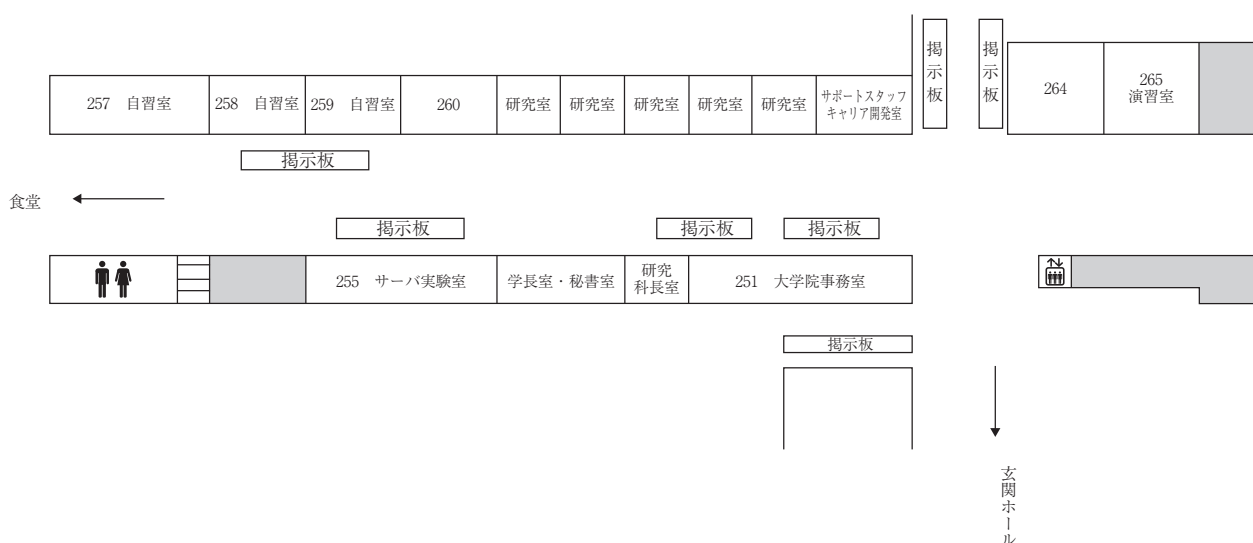 掲示板
掲示板
257 自習室
258 自習室
259 自習室
260
研究室
研究室
研究室
研究室
研究室
サポートスタッフ
キャリア開発室
264
265
演習室
掲示板
食堂
掲示板
掲示板
掲示板
255 サーバ実験室
学長室・秘書室
研究
科長室
251 大学院事務室
掲示板
玄関ホール